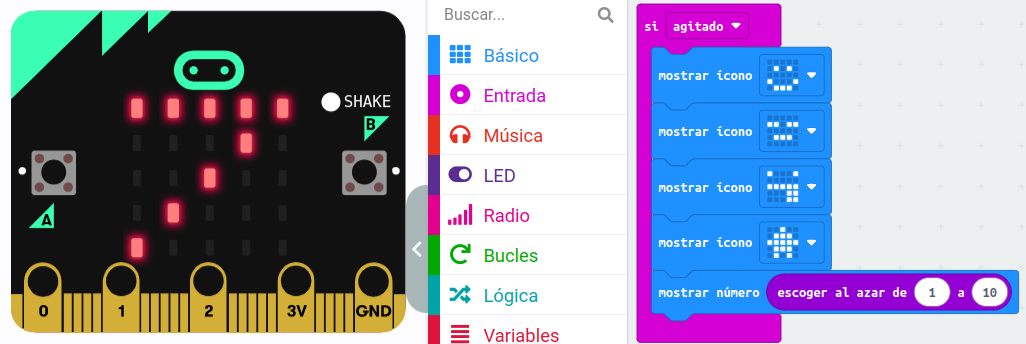 SHAKE
B
A
0 1 2 3V GND
Buscar...
Básico
Entrada
Música
LED
Radio
Bucles
Lógica
Variables
si agitado
mostrar icono
mostrar icono
mostrar icono
mostrar icono
mostrar número escoger al azar de 1 a 10